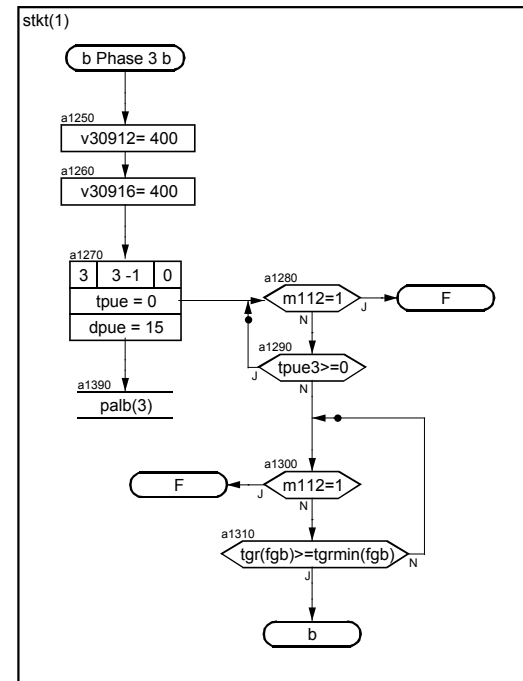 stkt(1)
b Phase 3 b
a1250
v30912= 400
a1260
v30916= 400
a1270
3 3 -1 0
tpue = 0
dpue = 15
a1390
palb(3)
a1280
m112=1
J
F
N
a1290
tpue3>=0
J
N
a1300
m112=1
J
F
N
a1310
tgr(fgb)>=tgrmin(fgb)
N
J
b